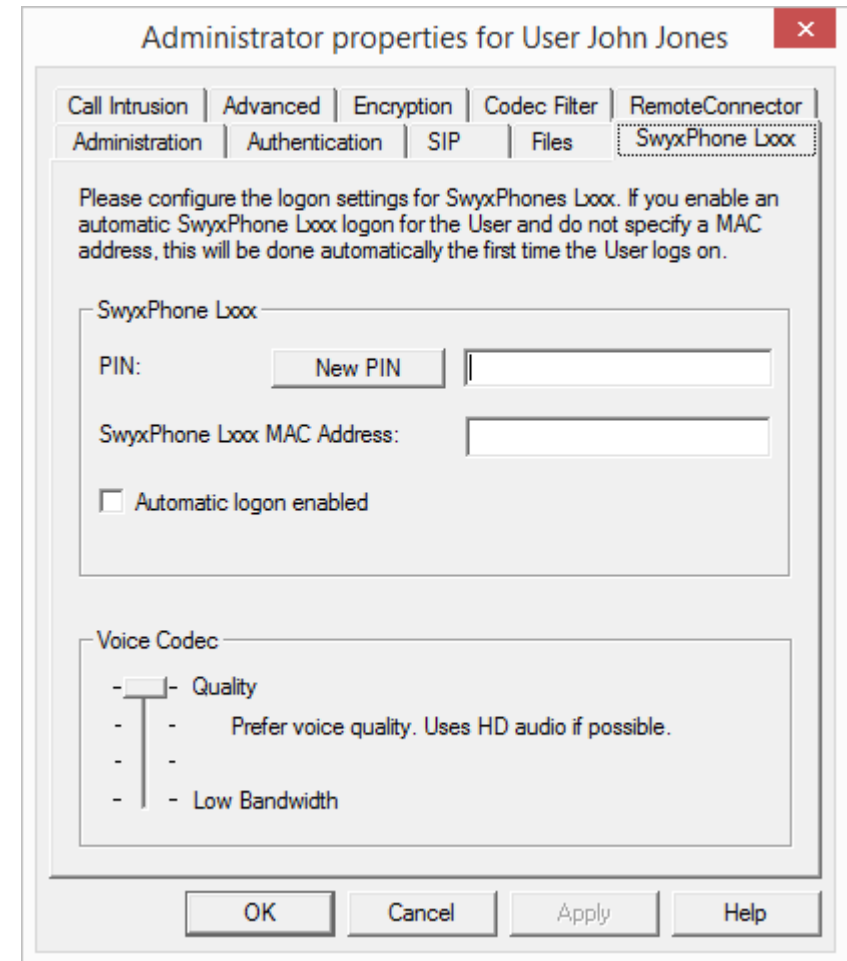 Administrator properties for User John Jones
Call Intrusion Advanced Encryption Codec Filter RemoteConnector
Administration Authentication SIP Files SwyxPhone Lxxx
Please configure the logon settings for SwyxPhones Lxxx. If you enable an
automatic SwyxPhone Lxxx logon for the User and do not specify a MAC
address, this will be done automatically the first time the User logs on.
SwyxPhone Lxxx
PIN: New PIN
SwyxPhone Lxxx MAC Address:
Automatic logon enabled
Voice Codec
Quality
Prefer voice quality. Uses HD audio if possible.
Low Bandwidth
OK Cancel Apply Help